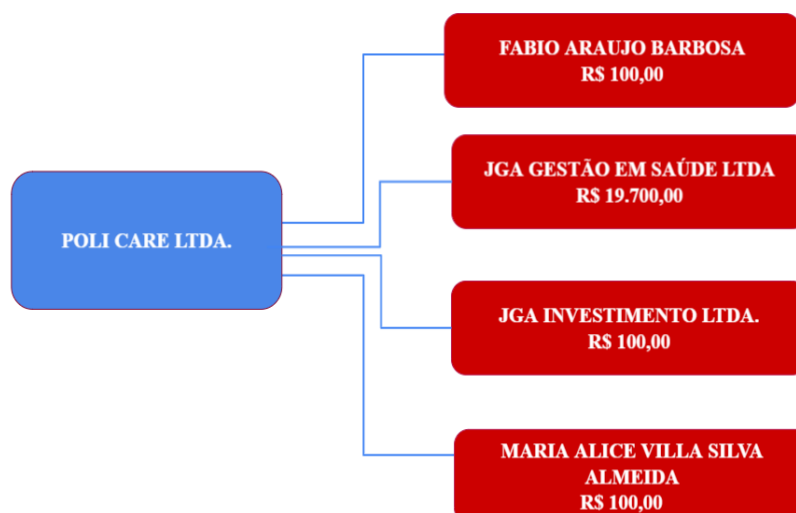 FABIO ARAUJO BARBOSA
R$ 100,00
JGA GESTÃO EM SAÚDE LTDA
R$ 19.700,00
POLI CARE LTDA.
JGA INVESTIMENTO LTDA.
R$ 100,00
MARIA ALICE VILLA SILVA
ALMEIDA
R$ 100,00